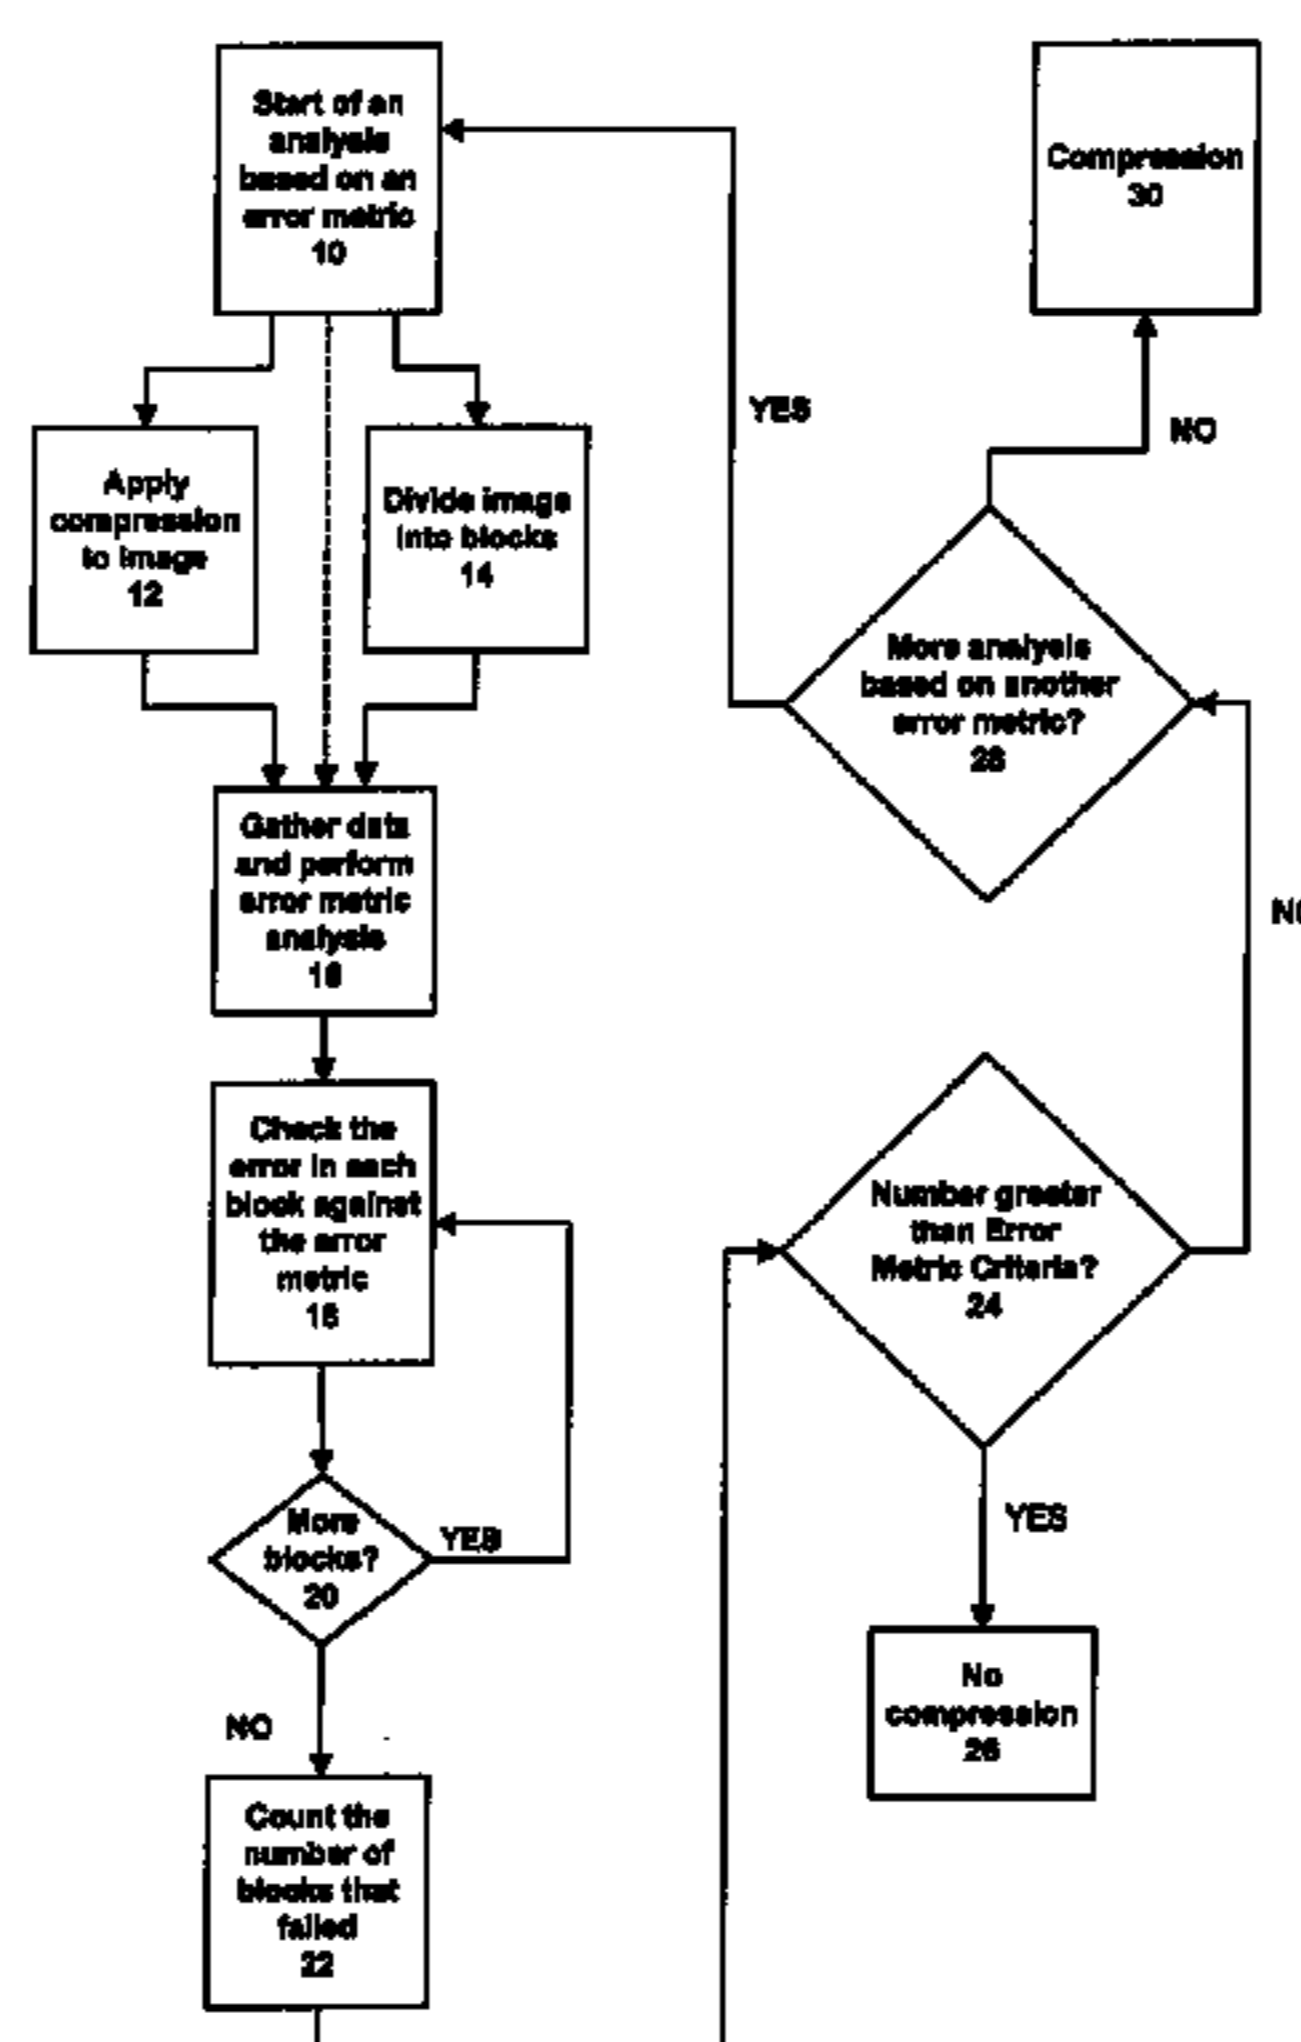 Start of an
analysis
based on an
error metric
10
Apply
compression
to image
12
Divide image
into blocks
14
Gather data
and perform
error metric
analysis
16
Check the
error in each
block against
the error
metric
18
More
blocks?
20
YES
NO
Count the
number of
blocks that
failed
22
Compression
30
YES
NO
More analysis
based on another
error metric?
28
Number greater
than Error
Metric Criteria?
24
YES
No
compression
26